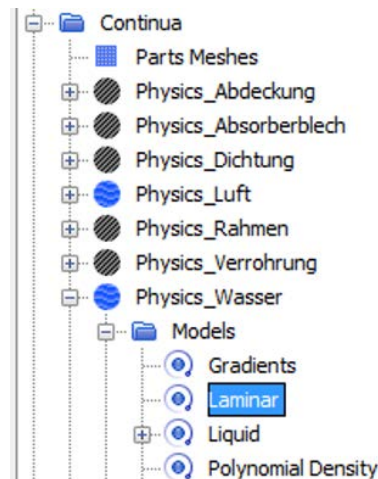 Continua
Parts Meshes
Physics_Abdeckung
Physics_Absorberblech
Physics_Dichtung
Physics_Luft
Physics_Rahmen
Physics_Verrohrung
Physics_Wasser
Models
Gradients
Laminar
Liquid
Polynomial Density